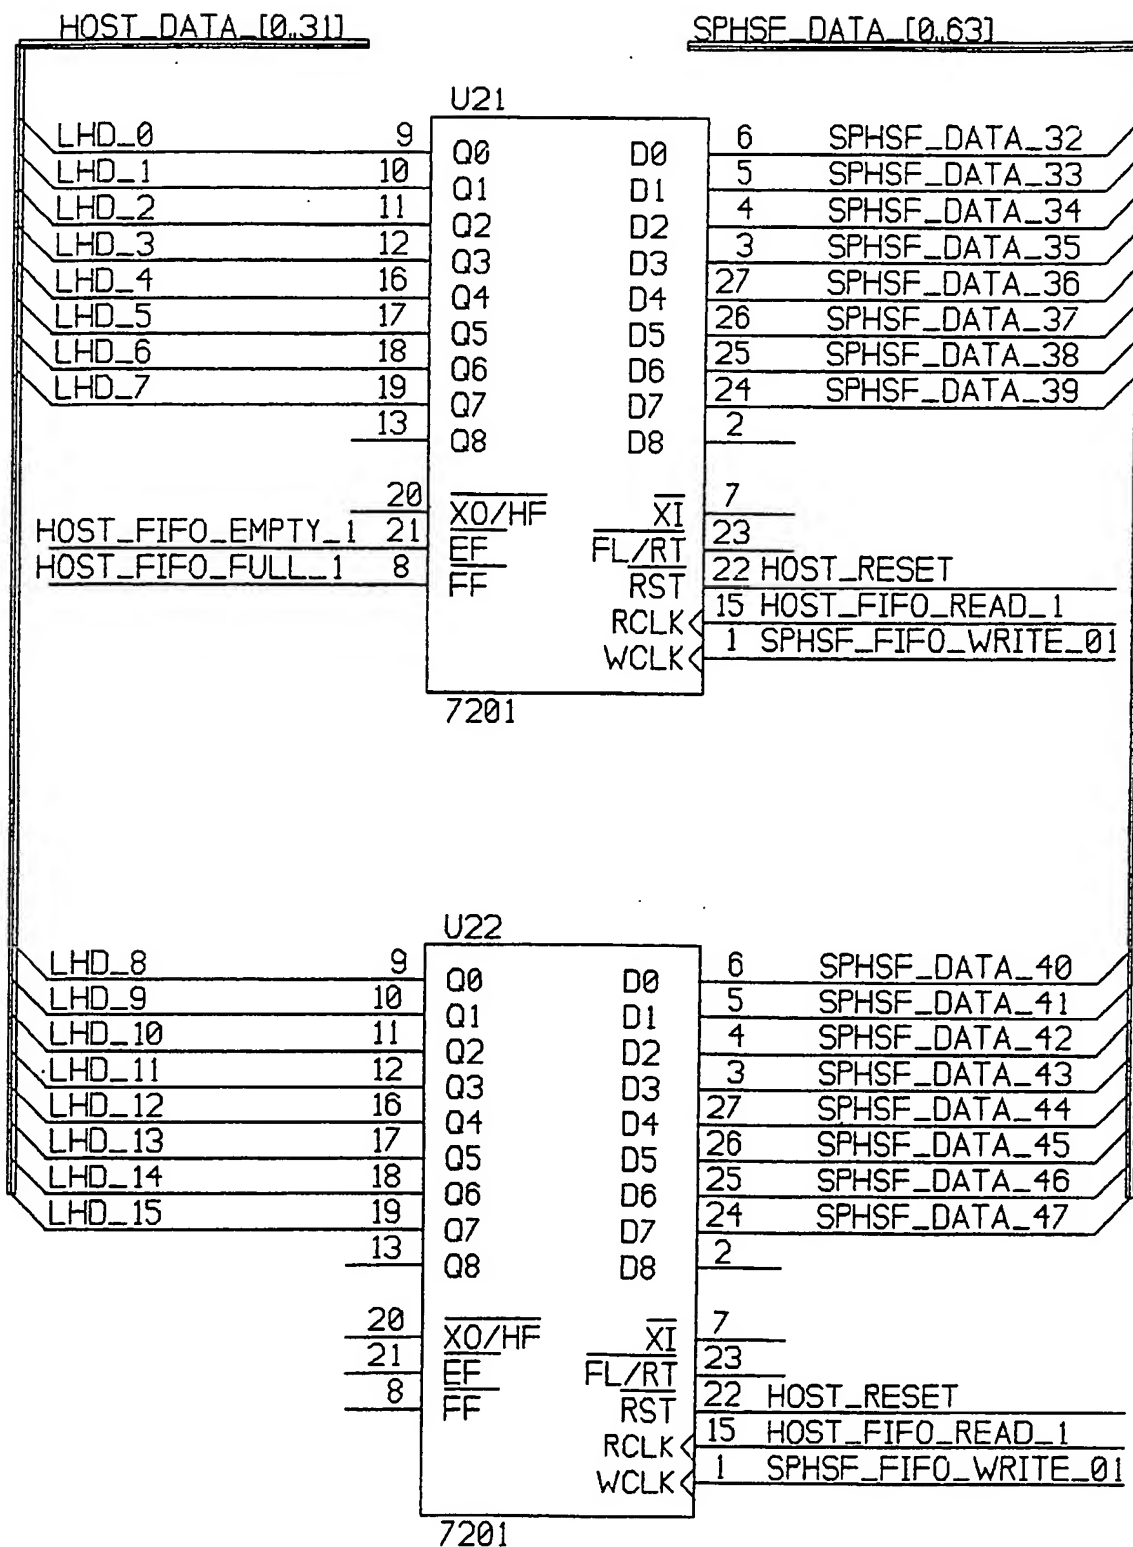 HOST_DATA_[0..31] SPHSF_DATA_[0..63]
U21
LHD_0 9 Q0 D0 6 SPHSF_DATA_32
LHD_1 10 Q1 D1 5 SPHSF_DATA_33
LHD_2 11 Q2 D2 4 SPHSF_DATA_34
LHD_3 12 Q3 D3 3 SPHSF_DATA_35
LHD_4 16 Q4 D4 27 SPHSF_DATA_36
LHD_5 17 Q5 D5 26 SPHSF_DATA_37
LHD_6 18 Q6 D6 25 SPHSF_DATA_38
LHD_7 19 Q7 D7 24 SPHSF_DATA_39
13 Q8 D8 2
20 XO/HF XI 7
HOST_FIFO_EMPTY_1 21 EF FL/RT 23
HOST_FIFO_FULL_1 8 FF RST 22 HOST_RESET
RCLK 15 HOST_FIFO_READ_1
WCLK 1 SPHSF_FIFO_WRITE_01
7201
U22
LHD_8 9 Q0 D0 6 SPHSF_DATA_40
LHD_9 10 Q1 D1 5 SPHSF_DATA_41
LHD_10 11 Q2 D2 4 SPHSF_DATA_42
LHD_11 12 Q3 D3 3 SPHSF_DATA_43
LHD_12 16 Q4 D4 27 SPHSF_DATA_44
LHD_13 17 Q5 D5 26 SPHSF_DATA_45
LHD_14 18 Q6 D6 25 SPHSF_DATA_46
LHD_15 19 Q7 D7 24 SPHSF_DATA_47
13 Q8 D8 2
20 XO/HF XI 7
21 EF FL/RT 23
8 FF RST 22 HOST_RESET
RCLK 15 HOST_FIFO_READ_1
WCLK 1 SPHSF_FIFO_WRITE_01
7201